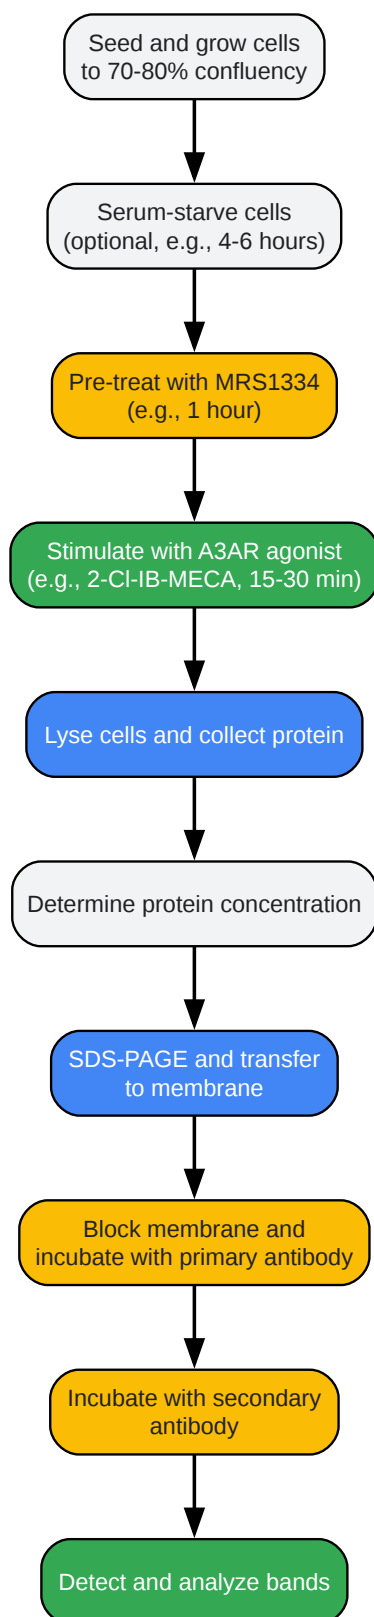 Seed and grow cells
to 70-80% confluency
Serum-starve cells
(optional, e.g., 4-6 hours)
Pre-treat with MRS1334
(e.g., 1 hour)
Stimulate with A3AR agonist
(e.g., 2-Cl-IB-MECA, 15-30 min)
Lyse cells and collect protein
Determine protein concentration
SDS-PAGE and transfer
to membrane
Block membrane and
incubate with primary antibody
Incubate with secondary
antibody
Detect and analyze bands